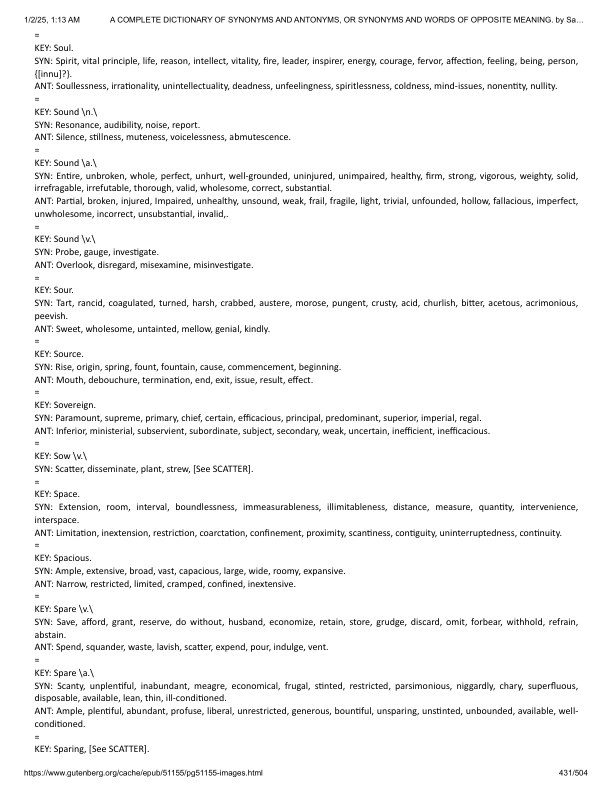 1/2/25, 1:13 AM A COMPLETE DICTIONARY OF SYNONYMS AND ANTONYMS, OR SYNONYMS AND WORDS OF OPPOSITE MEANING. by Sa…
=
KEY: Soul.
SYN: Spirit, vital principle, life, reason, intellect, vitality, fire, leader, inspirer, energy, courage, fervor, affection, feeling, being, person,
{[innu]?}.
ANT: Soullessness, irrationality, unintellectuality, deadness, unfeelingness, spiritlessness, coldness, mind-issues, nonentity, nullity.
=
KEY: Sound \n.\
SYN: Resonance, audibility, noise, report.
ANT: Silence, stillness, muteness, voicelessness, abmutescence.
=
KEY: Sound \a.\
SYN: Entire, unbroken, whole, perfect, unhurt, well-grounded, uninjured, unimpaired, healthy, firm, strong, vigorous, weighty, solid,
irrefragable, irrefutable, thorough, valid, wholesome, correct, substantial.
ANT: Partial, broken, injured, Impaired, unhealthy, unsound, weak, frail, fragile, light, trivial, unfounded, hollow, fallacious, imperfect,
unwholesome, incorrect, unsubstantial, invalid,.
=
KEY: Sound \v.\
SYN: Probe, gauge, investigate.
ANT: Overlook, disregard, misexamine, misinvestigate.
=
KEY: Sour.
SYN: Tart, rancid, coagulated, turned, harsh, crabbed, austere, morose, pungent, crusty, acid, churlish, bitter, acetous, acrimonious,
peevish.
ANT: Sweet, wholesome, untainted, mellow, genial, kindly.
=
KEY: Source.
SYN: Rise, origin, spring, fount, fountain, cause, commencement, beginning.
ANT: Mouth, debouchure, termination, end, exit, issue, result, effect.
=
KEY: Sovereign.
SYN: Paramount, supreme, primary, chief, certain, efficacious, principal, predominant, superior, imperial, regal.
ANT: Inferior, ministerial, subservient, subordinate, subject, secondary, weak, uncertain, inefficient, inefficacious.
=
KEY: Sow \v.\
SYN: Scatter, disseminate, plant, strew, [See SCATTER].
=
KEY: Space.
SYN: Extension, room, interval, boundlessness, immeasurableness, illimitableness, distance, measure, quantity, intervenience,
interspace.
ANT: Limitation, inextension, restriction, coarctation, confinement, proximity, scantiness, contiguity, uninterruptedness, continuity.
=
KEY: Spacious.
SYN: Ample, extensive, broad, vast, capacious, large, wide, roomy, expansive.
ANT: Narrow, restricted, limited, cramped, confined, inextensive.
=
KEY: Spare \v.\
SYN: Save, afford, grant, reserve, do without, husband, economize, retain, store, grudge, discard, omit, forbear, withhold, refrain,
abstain.
ANT: Spend, squander, waste, lavish, scatter, expend, pour, indulge, vent.
=
KEY: Spare \a.\
SYN: Scanty, unplentiful, inabundant, meagre, economical, frugal, stinted, restricted, parsimonious, niggardly, chary, superfluous,
disposable, available, lean, thin, ill-conditioned.
ANT: Ample, plentiful, abundant, profuse, liberal, unrestricted, generous, bountiful, unsparing, unstinted, unbounded, available, well-
conditioned.
=
KEY: Sparing, [See SCATTER].
https://www.gutenberg.org/cache/epub/51155/pg51155-images.html 431/504